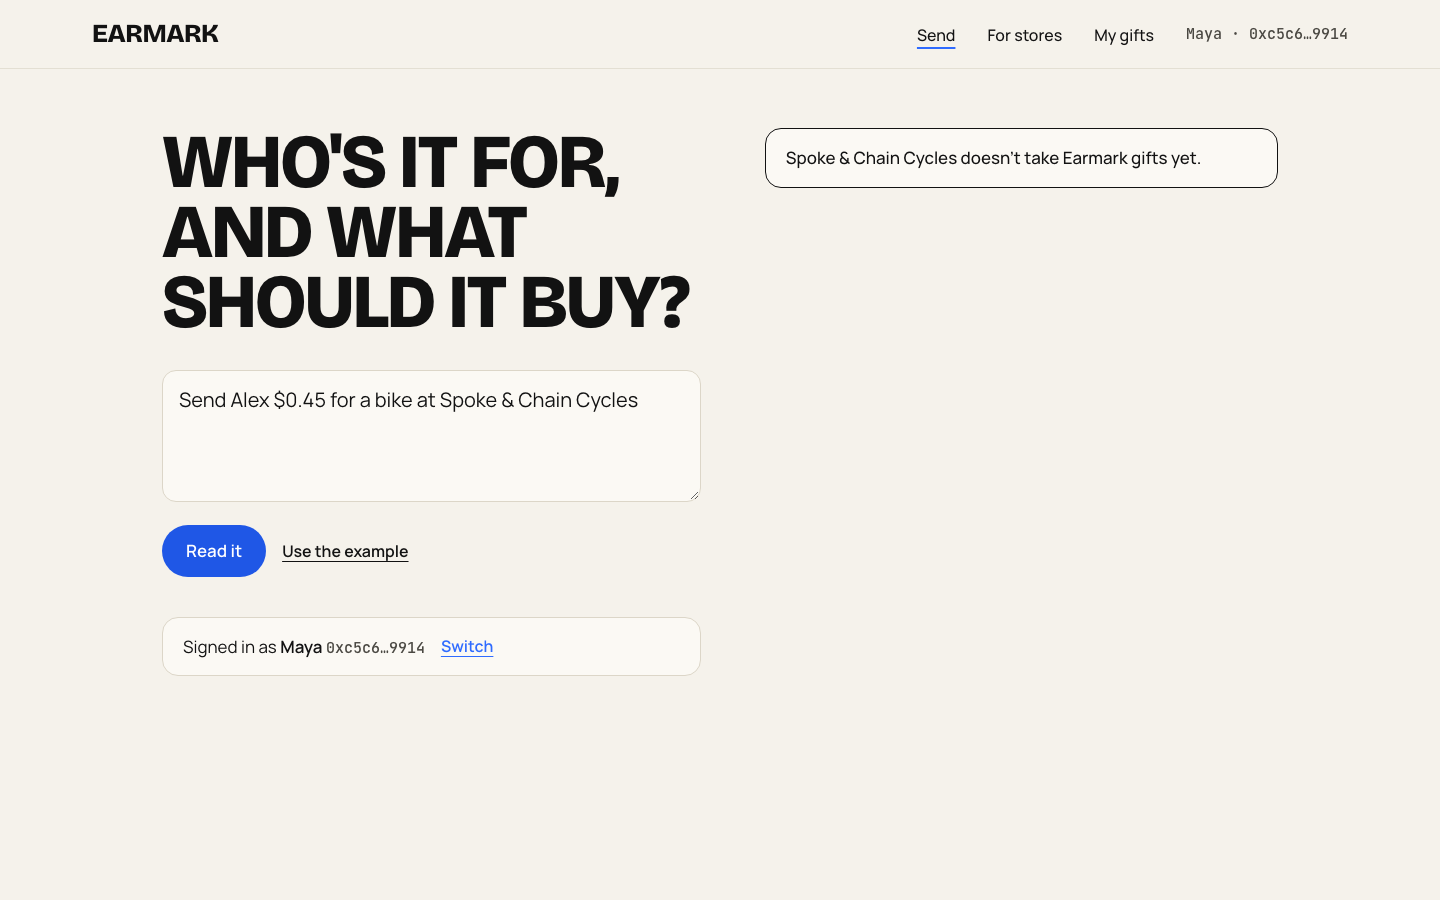 EARMARK
Send
For stores
My gifts
Maya · 0xc5c6…9914
WHO'S IT FOR,
AND WHAT
SHOULD IT BUY?
Send Alex $0.45 for a bike at Spoke & Chain Cycles
Read it
Use the example
Signed in as Maya 0xc5c6…9914 Switch
Spoke & Chain Cycles doesn't take Earmark gifts yet.